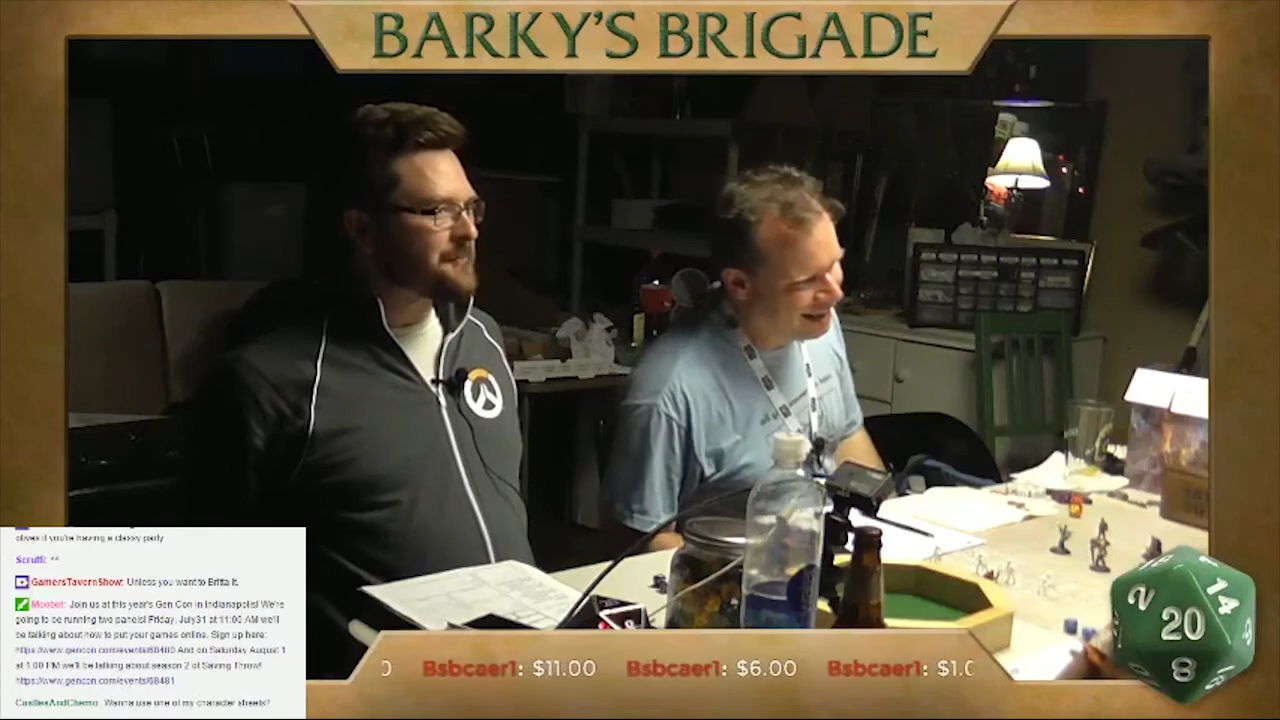 BARKY'S BRIGADE
olives if you're having a classy party
Scruffi: ^^
GamersTavernShow: Unless you want to Britta it.
Moobot: Join us at this year's Gen Con in Indianapolis! We're
going to be running two panels! Friday, July31 at 11:00 AM we'll
be talking about how to put your games online. Sign up here:
https://www.gencon.com/events/68480 And on Saturday August 1
at 1:00 PM we'll be talking about season 2 of Saving Throw!
https://www.gencon.com/events/68481
CastlesAndChemo: Wanna use one of my character sheets?
Bsbcaer1: $11.00 Bsbcaer1: $6.00 Bsbcaer1: $1.0
2
14
20
8